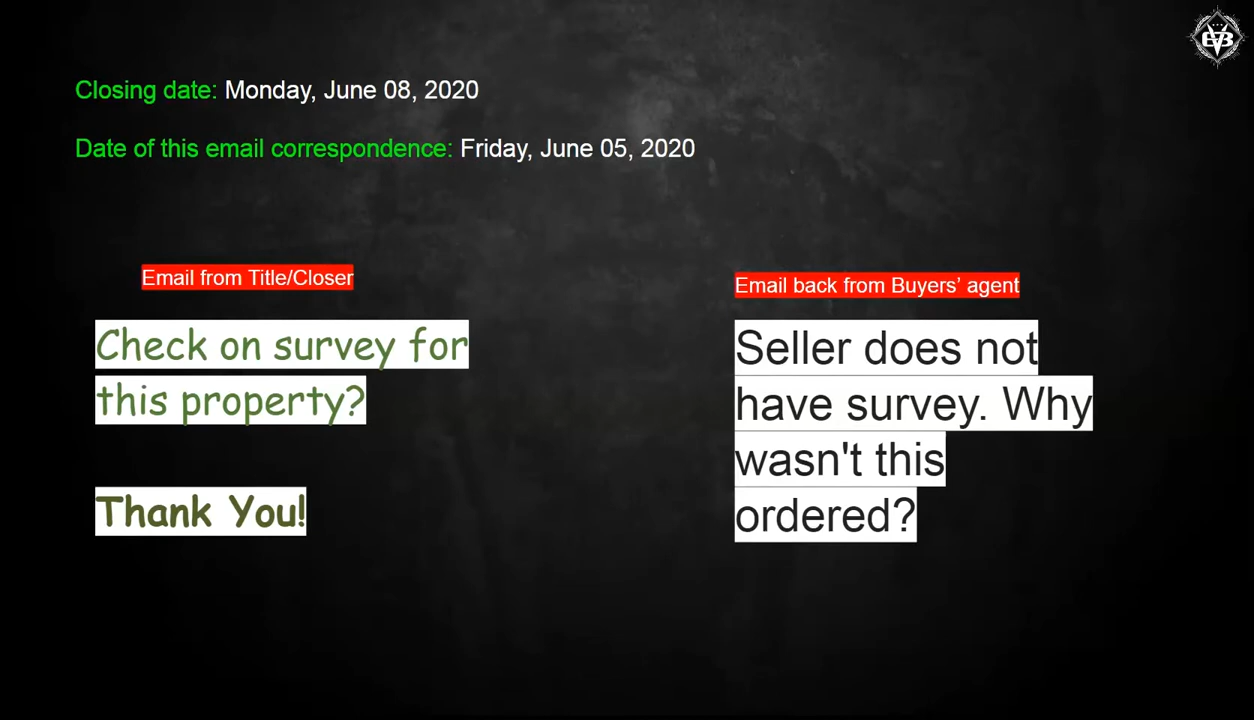 Closing date: Monday, June 08, 2020
Date of this email correspondence: Friday, June 05, 2020
Email from Title/Closer
Check on survey for
this property?
Thank You!
Email back from Buyers’ agent
Seller does not
have survey. Why
wasn't this
ordered?